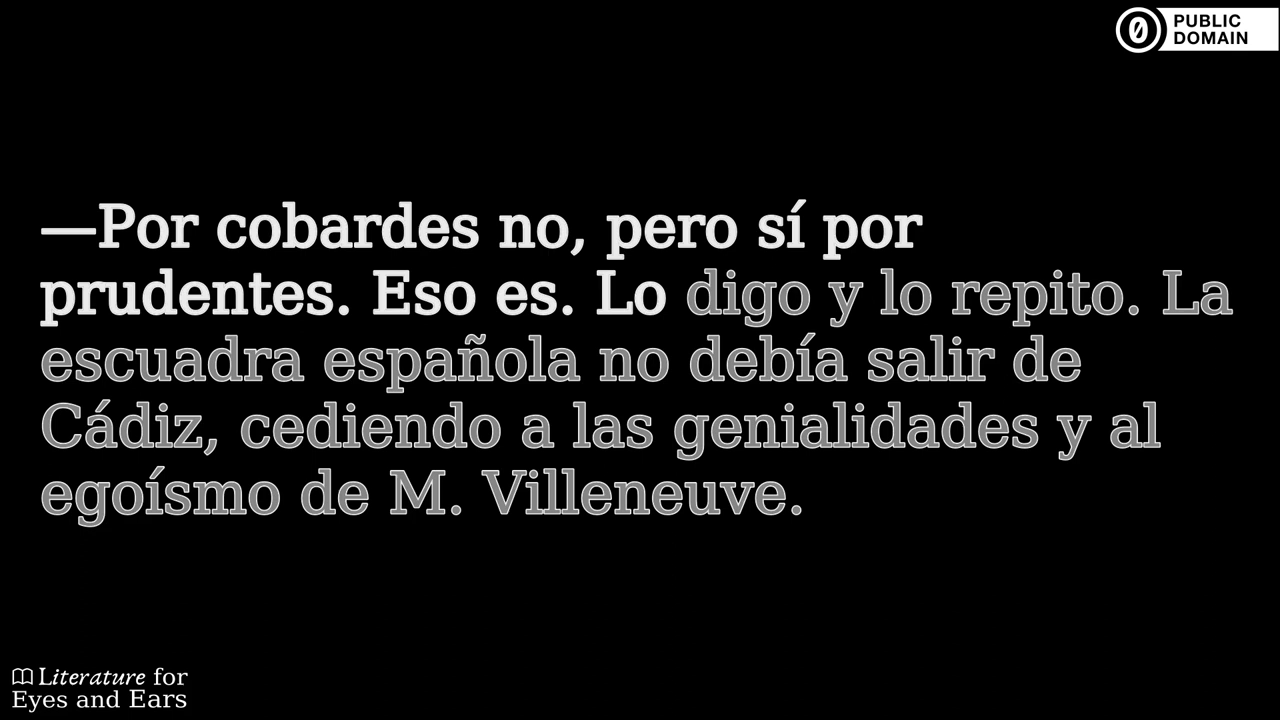 PUBLIC
DOMAIN
—Por cobardes no, pero sí por
prudentes. Eso es. Lo digo y lo repito. La
escuadra española no debía salir de
Cádiz, cediendo a las genialidades y al
egoísmo de M. Villeneuve.
Literature for
Eyes and Ears